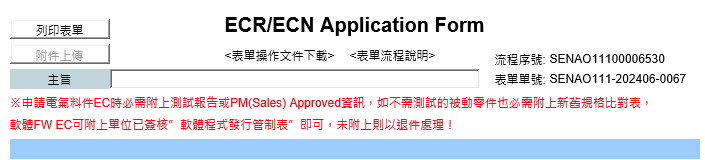 列印表單
ECR/ECN Application Form
附件上傳
<表單操作文件下載> <表單流程說明>
流程序號: SENAO11100006530
主旨
表單單號: SENAO111-202406-0067
※申請電氣料件EC時必需附上測試報告或PM(Sales) Approved資訊，如不需測試的被動零件也必需附上新舊規格比對表，
軟體FW EC可附上單位已簽核”軟體程式發行管制表”即可，未附上則以退件處理！